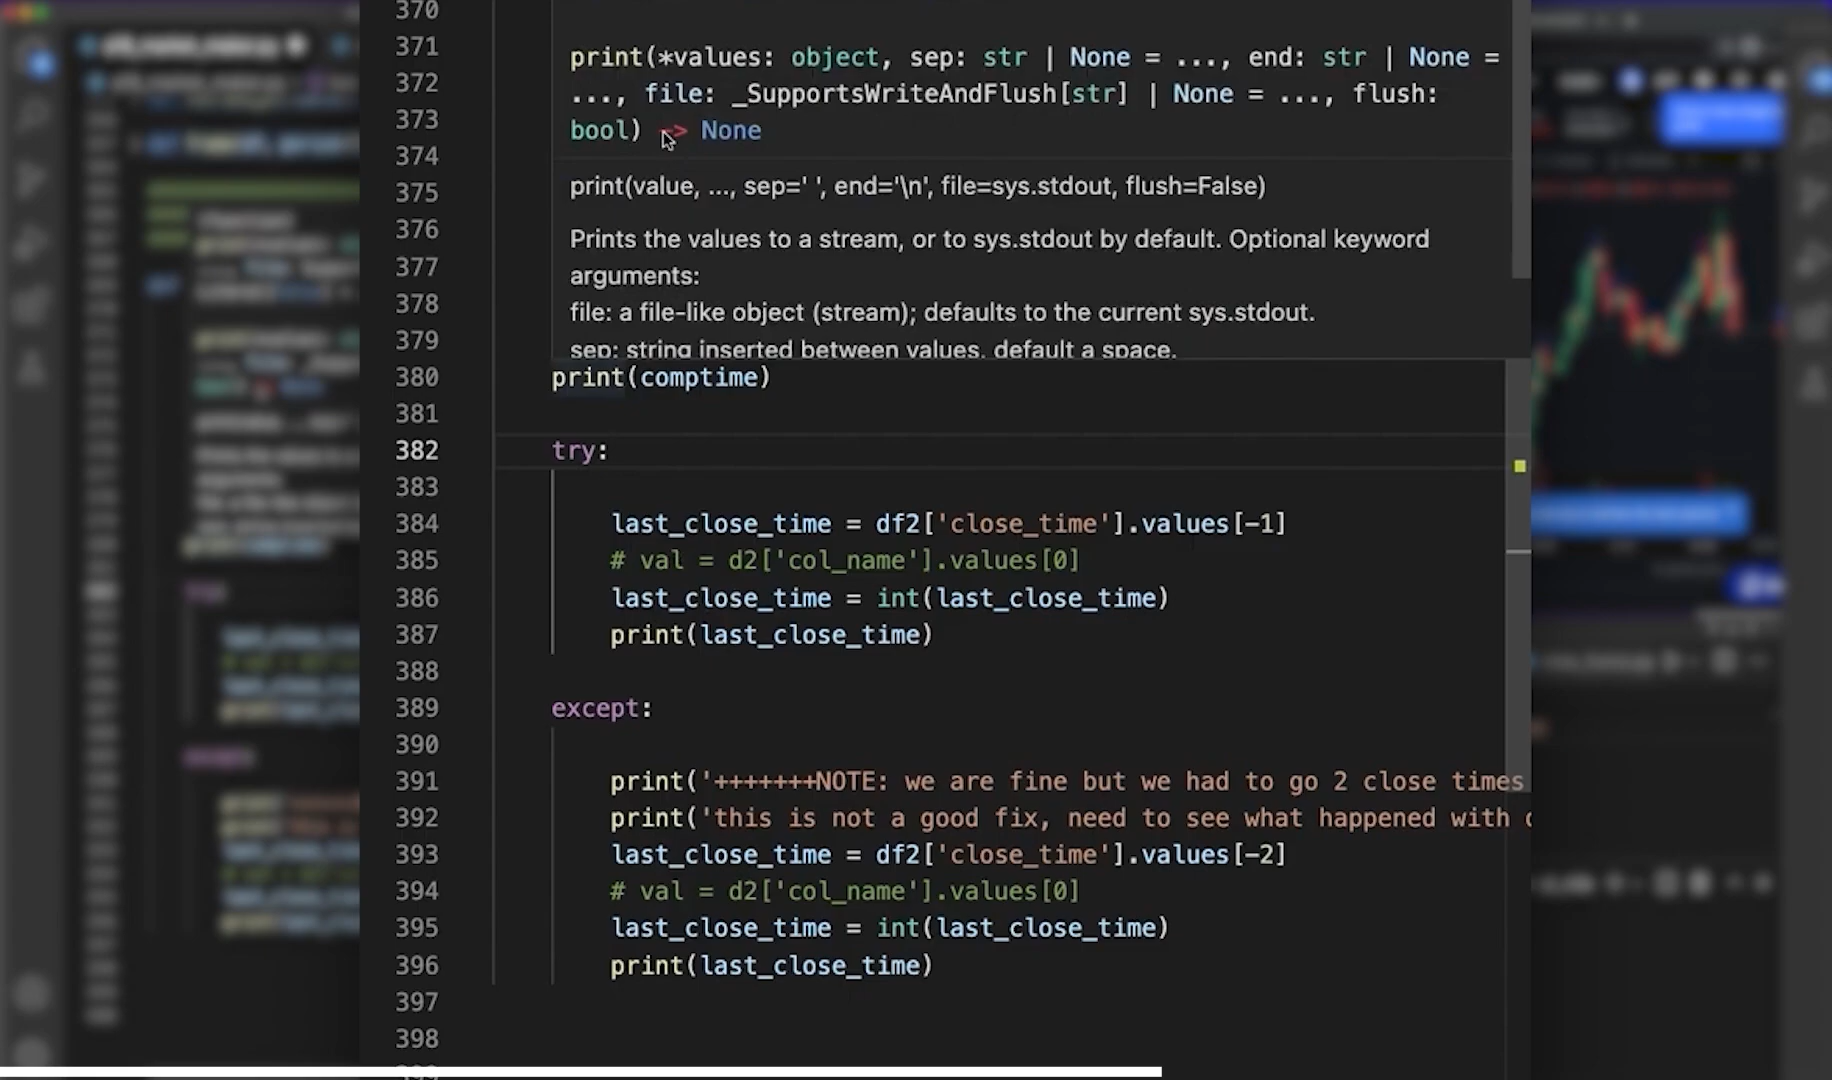 370
371
print(*values: object, sep: str | None = ..., end: str | None =
372
..., file: _SupportsWriteAndFlush[str] | None = ..., flush:
373
bool) -> None
374
375
print(value, ..., sep=' ', end='\n', file=sys.stdout, flush=False)
376
Prints the values to a stream, or to sys.stdout by default. Optional keyword
377
arguments:
378
file: a file-like object (stream); defaults to the current sys.stdout.
379
sep: string inserted between values, default a space.
380 print(comptime)
381
382 try:
383
384 last_close_time = df2['close_time'].values[-1]
385 # val = d2['col_name'].values[0]
386 last_close_time = int(last_close_time)
387 print(last_close_time)
388
389 except:
390
391 print('+++++++NOTE: we are fine but we had to go 2 close times
392 print('this is not a good fix, need to see what happened with
393 last_close_time = df2['close_time'].values[-2]
394 # val = d2['col_name'].values[0]
395 last_close_time = int(last_close_time)
396 print(last_close_time)
397
398